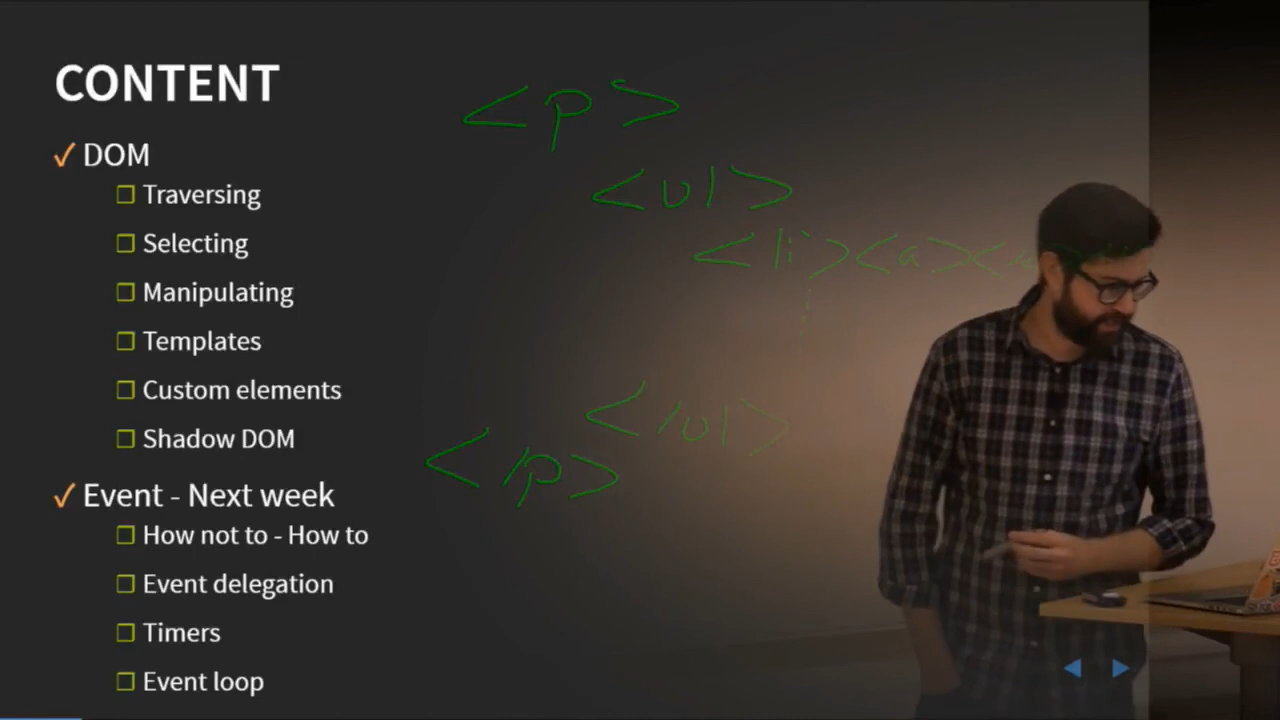 CONTENT
✓ DOM
❐ Traversing
❐ Selecting
❐ Manipulating
❐ Templates
❐ Custom elements
❐ Shadow DOM
✓ Event - Next week
❐ How not to - How to
❐ Event delegation
❐ Timers
❐ Event loop
<p>
<ul>
<li><a><
</ul>
</p>